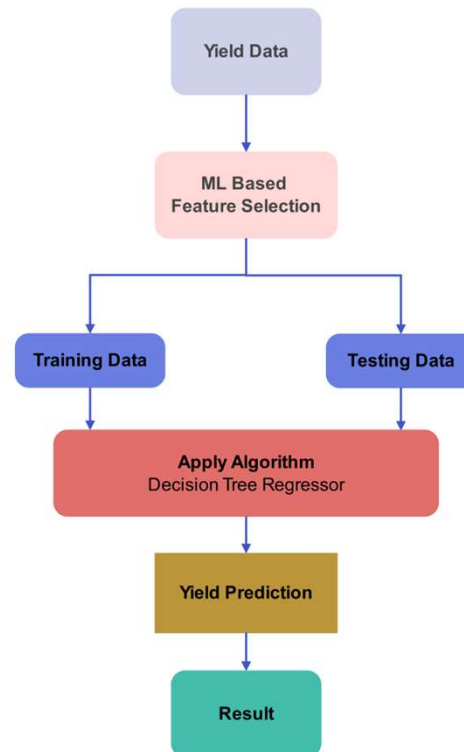 Yield Data
ML Based
Feature Selection
Training Data
Testing Data
Apply Algorithm
Decision Tree Regressor
Yield Prediction
Result